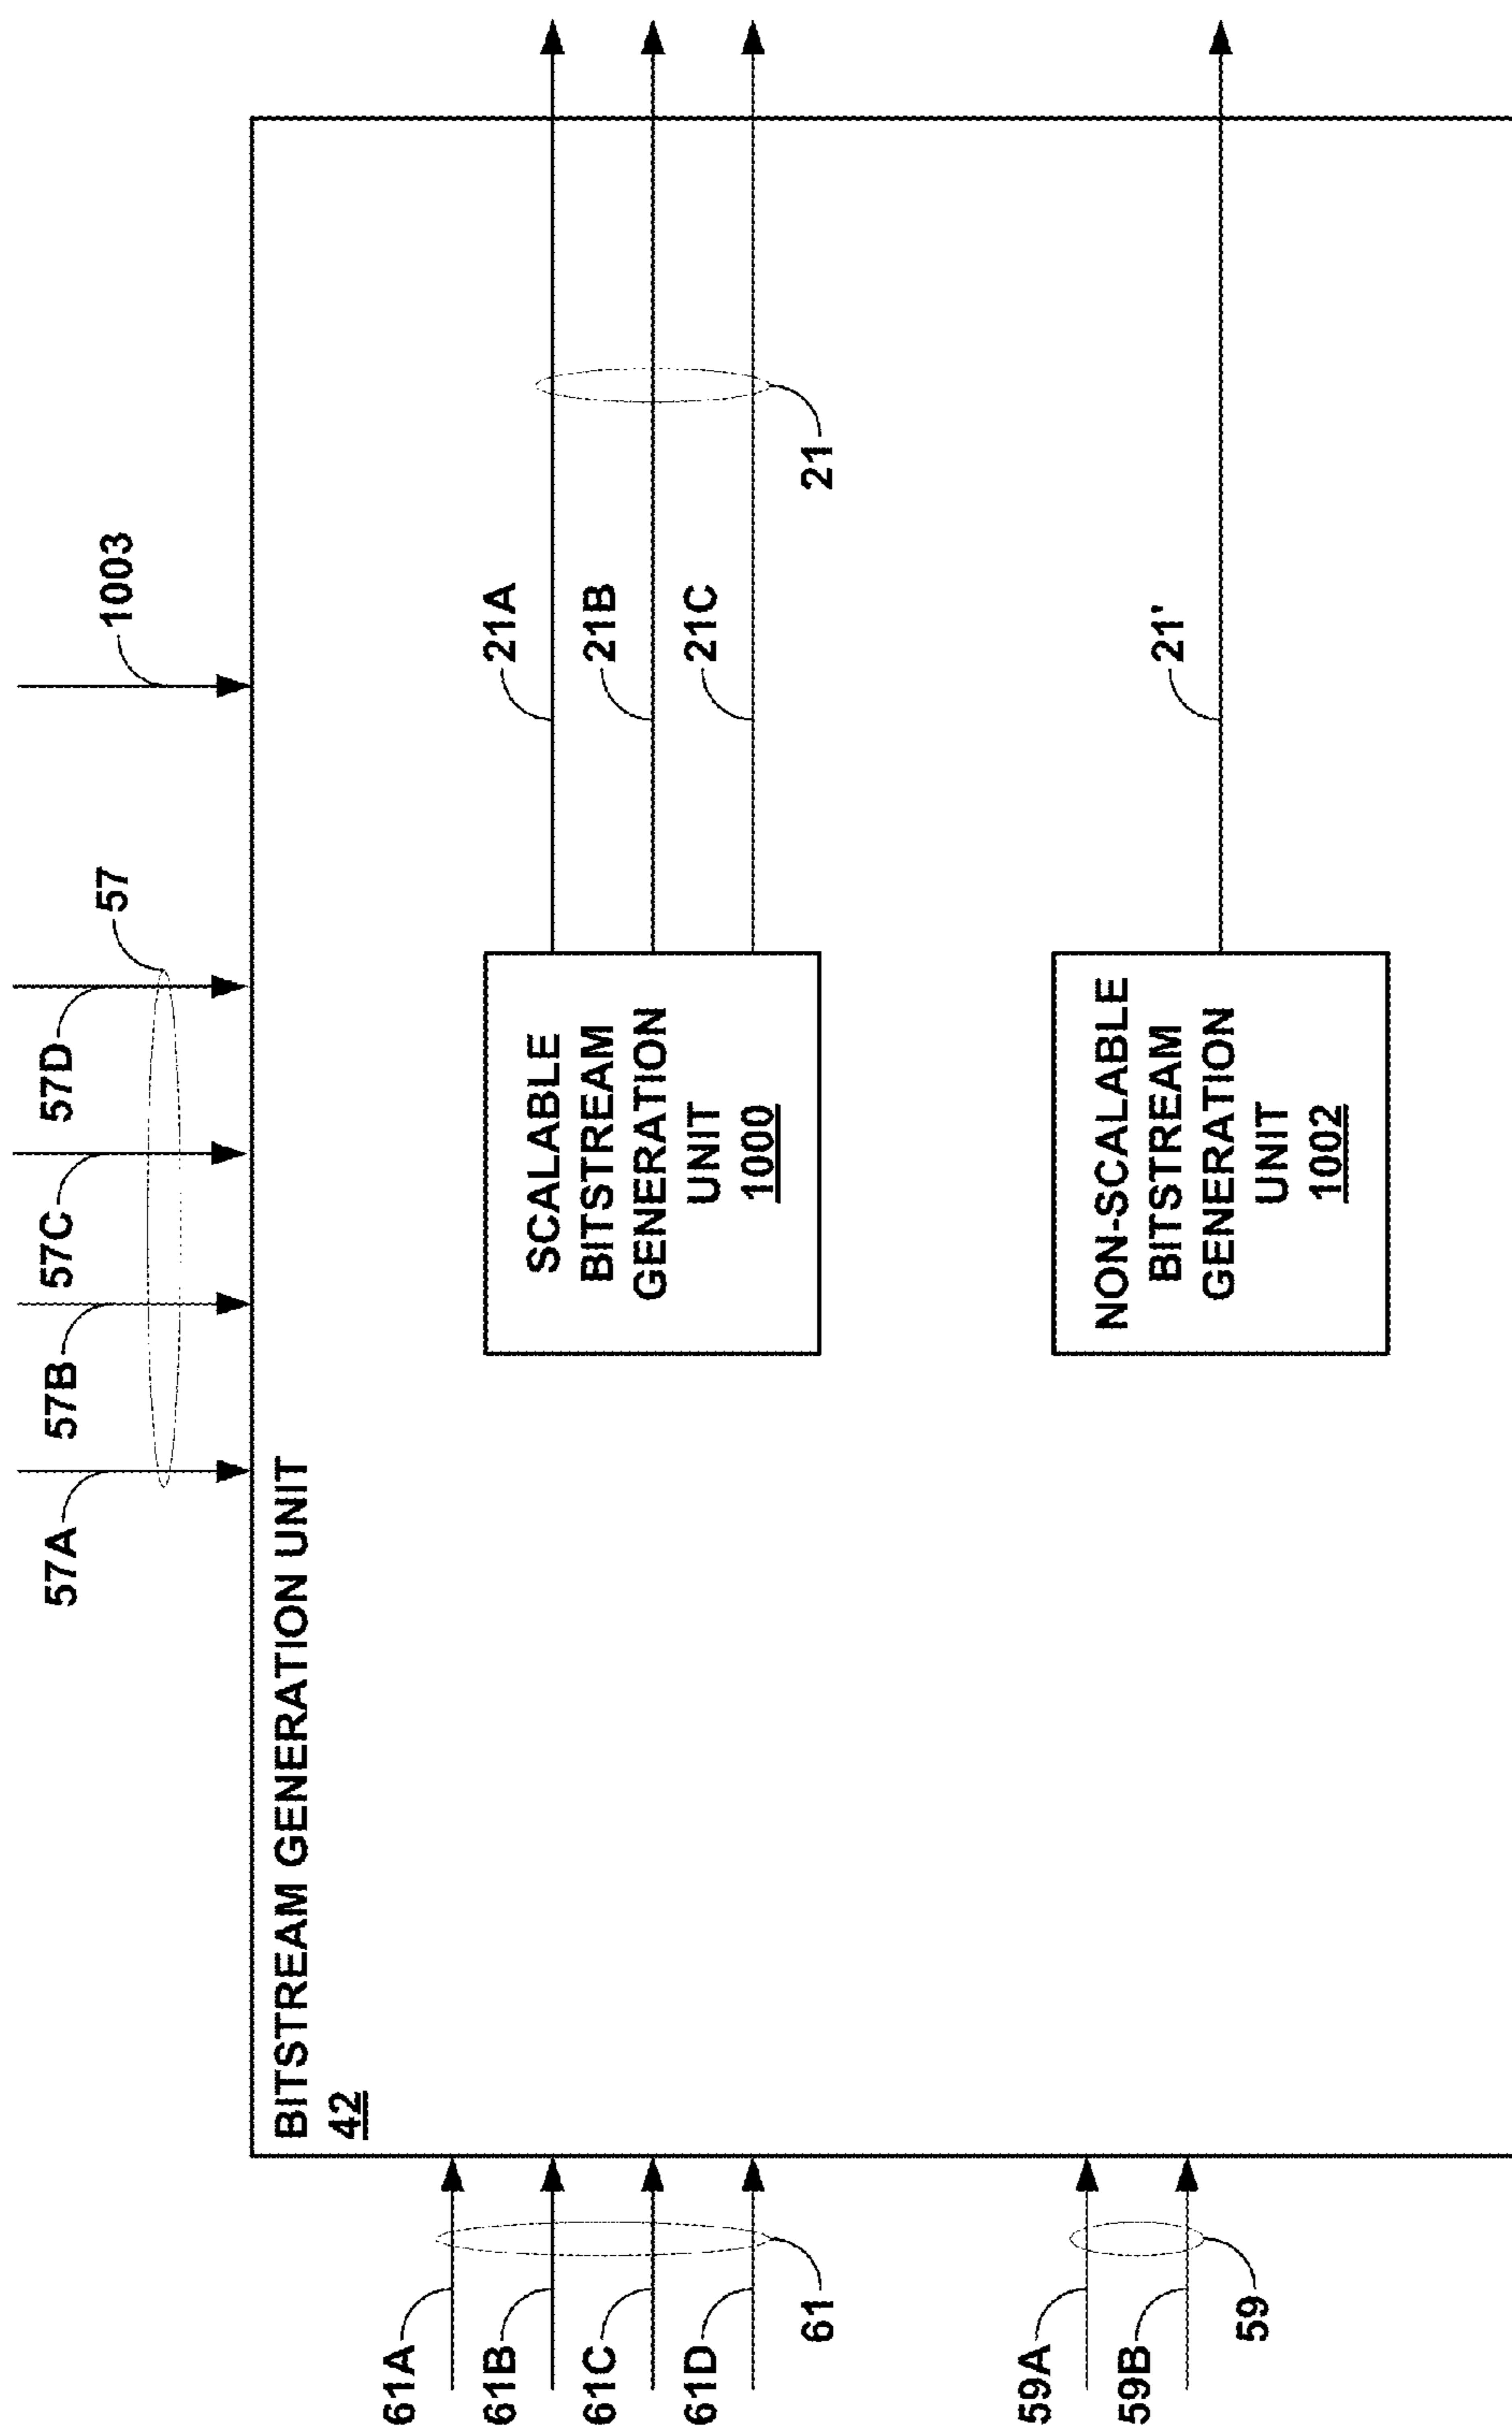 57A
57B
57C
57D
57
1003
BITSTREAM GENERATION UNIT
42
61A
61B
61C
61D
61
59A
59B
59
SCALABLE
BITSTREAM
GENERATION
UNIT
1000
21A
21B
21C
21
NON-SCALABLE
BITSTREAM
GENERATION
UNIT
1002
21'